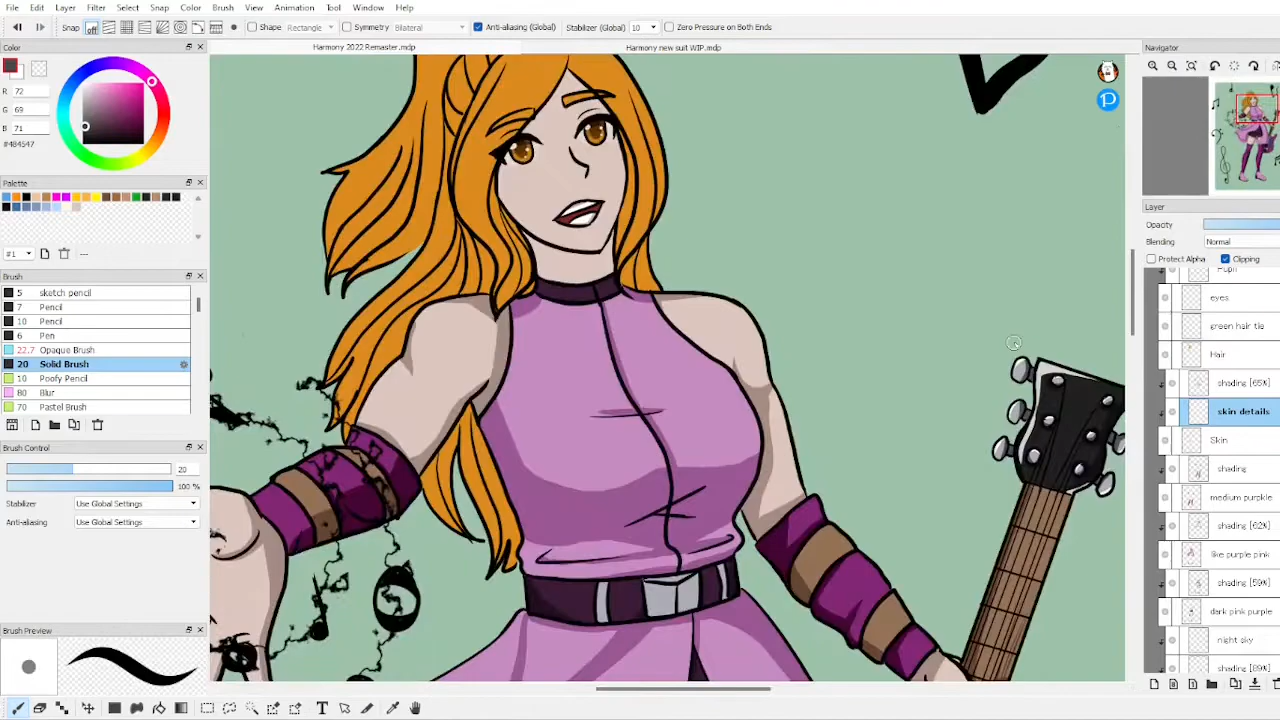 File Edit Layer Filter Select Snap Color Brush View Animation Tool Window Help
Snap off Shape Rectangle Symmetry Bilateral Anti-aliasing (Global) Stabilizer (Global) 10 Zero Pressure on Both Ends
Color
Harmony 2022 Remaster.mdp
Harmony new suit WIP.mdp
Navigator
R 72
G 69
B 71
#484547
Palette
#1
---
Brush
5 sketch pencil
7 Pencil
10 Pencil
6 Pen
22.7 Opaque Brush
20 Solid Brush
10 Poofy Pencil
80 Blur
70 Pastel Brush
Brush Control
20
100 %
Stabilizer Use Global Settings
Anti-aliasing Use Global Settings
Brush Preview
Layer
Opacity
Blending Normal
Protect Alpha Clipping
Pupil
eyes
green hair tie
Hair
shading [65%]
skin details
Skin
shading
medium purple
shading [62%]
like purple pink
shading [59%]
dark pink purple
night sky
shading [89%]